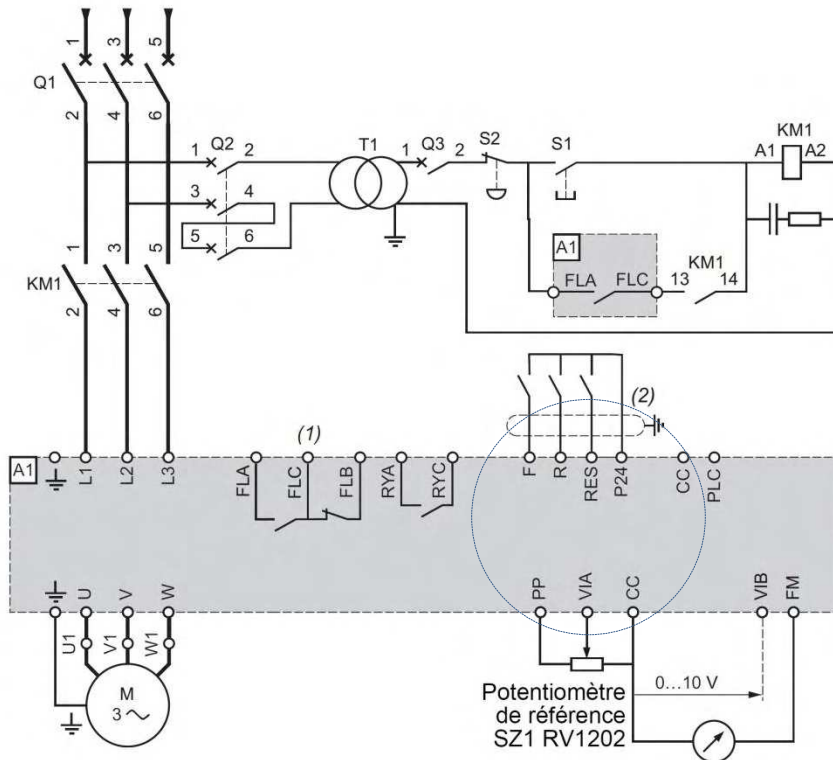 1 3 5
Q1
2 4 6
1 Q2 2 T1 1 Q3 2 S2 S1 KM1
A1 A2
3 4
5 6
A1
FLA FLC
KM1
13 14
1 3 5
KM1
2 4 6
(1) (2)
A1
L1 L2 L3 FLA FLC FLB RYA RYC F R RES P24 CC PLC
U V W PP VIA CC VIB FM
U1 V1 W1
M
3 ~
0...10 V
Potentiomètre
de référence
SZ1 RV1202